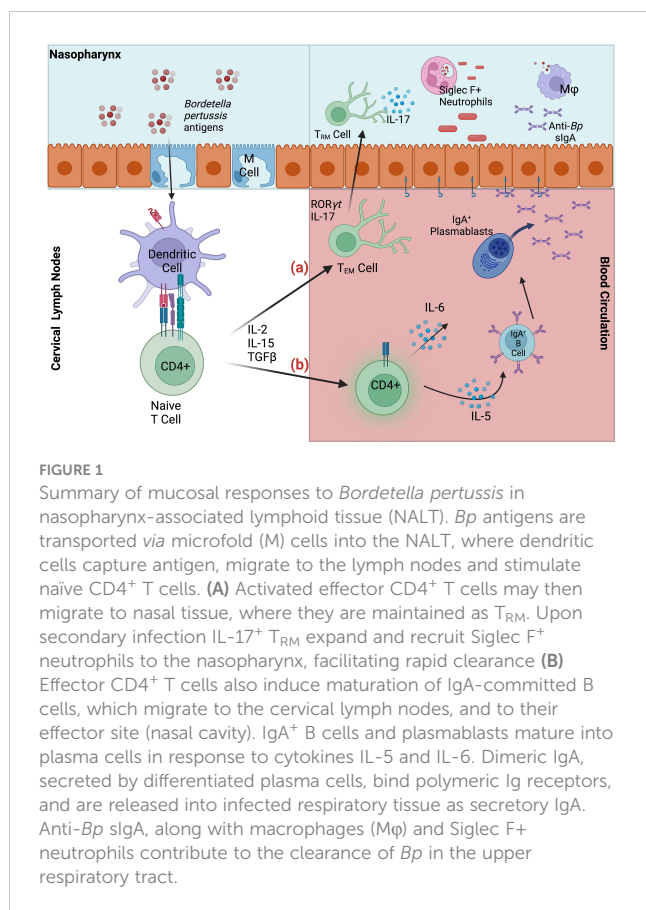 Nasopharynx
Bordetella pertussis
antigens
M
Cell
Siglec F+
Neutrophils
IL-17
TRM Cell
Mφ
Anti-Bp
sIgA
Cervical Lymph Nodes
Dendritic
Cell
CD4+
Naive
T Cell
(a)
IL-2
IL-15
TGFβ
(b)
RORγt
IL-17
TEM Cell
IgA+
Plasmablasts
IL-6
CD4+
IgA+
B
Cell
IL-5
Blood Circulation
FIGURE 1
Summary of mucosal responses to Bordetella pertussis in
nasopharynx-associated lymphoid tissue (NALT). Bp antigens are
transported via microfold (M) cells into the NALT, where dendritic
cells capture antigen, migrate to the lymph nodes and stimulate
naïve CD4+ T cells. (A) Activated effector CD4+ T cells may then
migrate to nasal tissue, where they are maintained as TRM. Upon
secondary infection IL-17+ TRM expand and recruit Siglec F+
neutrophils to the nasopharynx, facilitating rapid clearance (B)
Effector CD4+ T cells also induce maturation of IgA-committed B
cells, which migrate to the cervical lymph nodes, and to their
effector site (nasal cavity). IgA+ B cells and plasmablasts mature into
plasma cells in response to cytokines IL-5 and IL-6. Dimeric IgA,
secreted by differentiated plasma cells, bind polymeric Ig receptors,
and are released into infected respiratory tissue as secretory IgA.
Anti-Bp sIgA, along with macrophages (Mφ) and Siglec F+
neutrophils contribute to the clearance of Bp in the upper
respiratory tract.